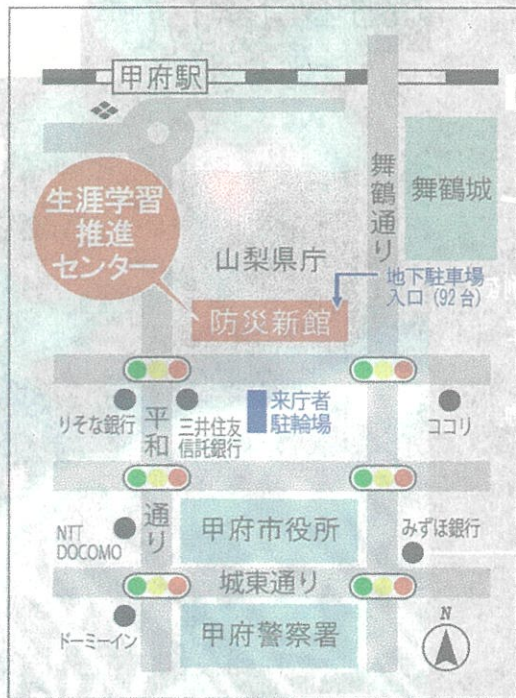 甲府駅
舞鶴通り
舞鶴城
生涯学習
推進
センター
山梨県庁
地下駐車場
入口(92台)
防災新館
りそな銀行
平和通り
三井住友
信託銀行
来庁者
駐輪場
ココリ
NTT
DOCOMO
甲府市役所
みずほ銀行
城東通り
ドーミーイン
甲府警察署
N